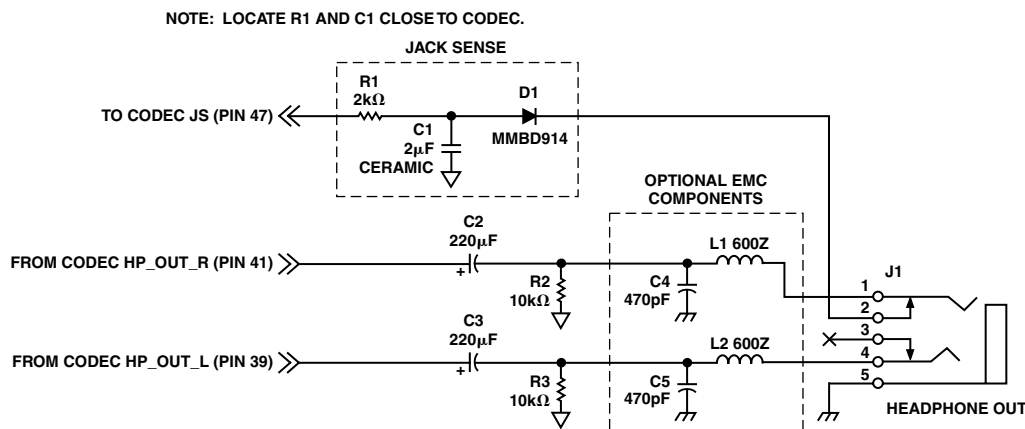 NOTE: LOCATE R1 AND C1 CLOSE TO CODEC.
JACK SENSE
R1
2kΩ
D1
TO CODEC JS (PIN 47)
C1
2μF
CERAMIC
MMBD914
OPTIONAL EMC
COMPONENTS
C2
220μF
L1 600Z
FROM CODEC HP_OUT_R (PIN 41)
+
R2
10kΩ
C4
470pF
J1
1
2
3
4
5
C3
220μF
L2 600Z
FROM CODEC HP_OUT_L (PIN 39)
+
R3
10kΩ
C5
470pF
HEADPHONE OUT